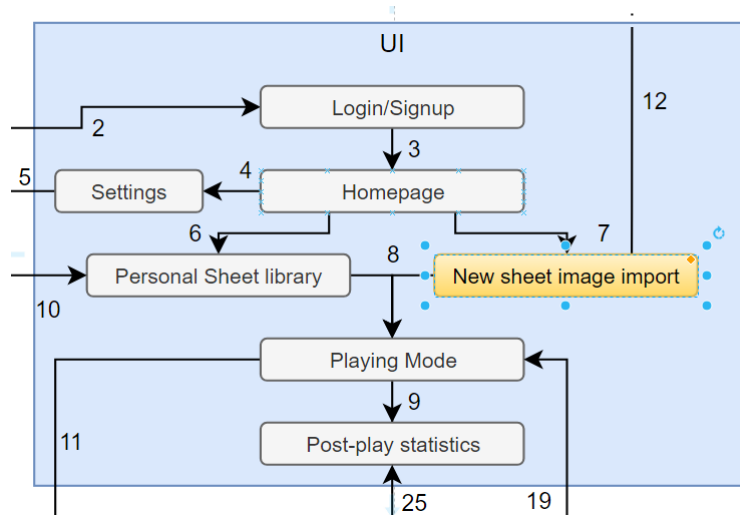 UI
Login/Signup
12
2
3
5
Settings
4
Homepage
6
7
8
Personal Sheet library
New sheet image import
10
Playing Mode
9
11
Post-play statistics
25
19